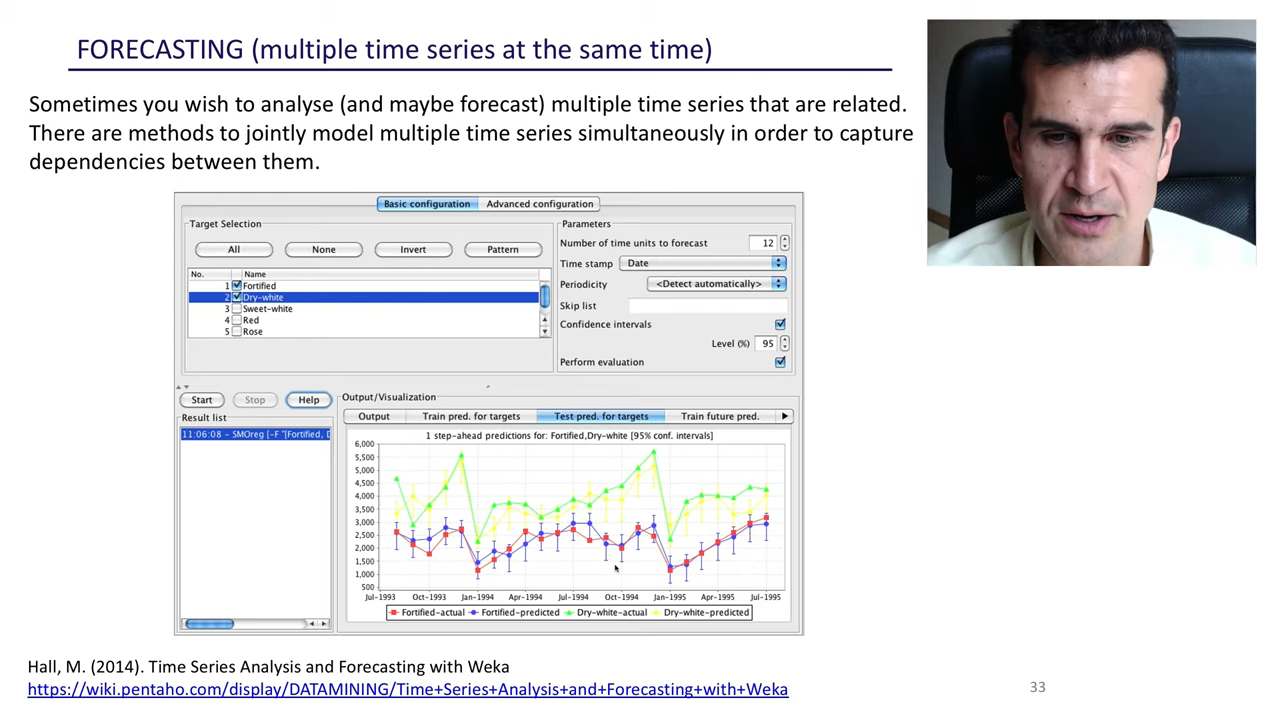 FORECASTING (multiple time series at the same time)
Sometimes you wish to analyse (and maybe forecast) multiple time series that are related.
There are methods to jointly model multiple time series simultaneously in order to capture
dependencies between them.
Basic configuration Advanced configuration
Target Selection
All None Invert Pattern
No. Name
1 Fortified
2 Dry-white
3 Sweet-white
4 Red
5 Rose
Parameters
Number of time units to forecast 12
Time stamp Date
Periodicity <Detect automatically>
Skip list
Confidence intervals
Level (%) 95
Perform evaluation
Start Stop Help
Result list
11:06:08 - SMOreg [-F "[Fortified, D
Output/Visualization
Output Train pred. for targets Test pred. for targets Train future pred.
1 step-ahead predictions for: Fortified,Dry-white [95% conf. intervals]
6,000
5,500
5,000
4,500
4,000
3,500
3,000
2,500
2,000
1,500
1,000
500
Jul-1993 Oct-1993 Jan-1994 Apr-1994 Jul-1994 Oct-1994 Jan-1995 Apr-1995 Jul-1995
Fortified-actual Fortified-predicted Dry-white-actual Dry-white-predicted
Hall, M. (2014). Time Series Analysis and Forecasting with Weka
https://wiki.pentaho.com/display/DATAMINING/Time+Series+Analysis+and+Forecasting+with+Weka
33